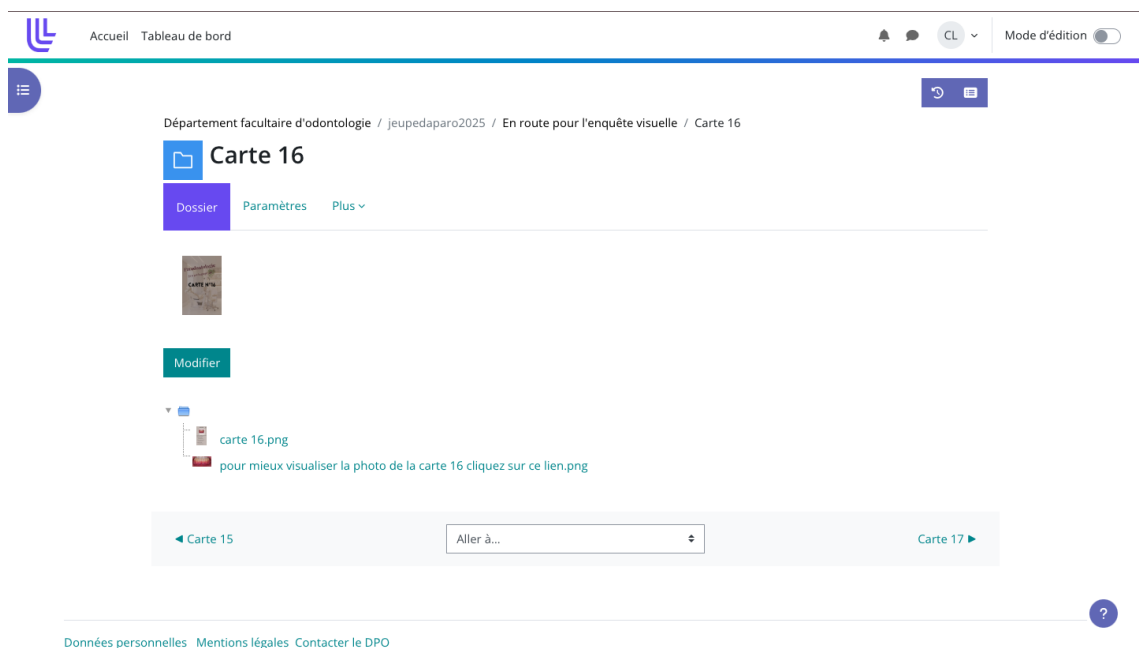 Accueil Tableau de bord CL Mode d'édition
Département facultaire d'odontologie / jeupedaparo2025 / En route pour l'enquête visuelle / Carte 16
Carte 16
Dossier Paramètres Plus
CARTE N°16
Modifier
carte 16.png
pour mieux visualiser la photo de la carte 16 cliquez sur ce lien.png
◄ Carte 15 Aller à... Carte 17 ►
?
Données personnelles Mentions légales Contacter le DPO